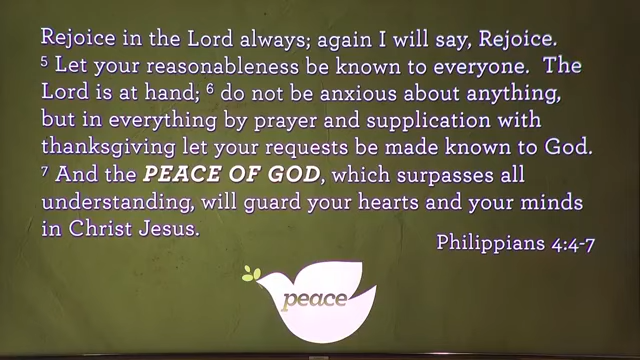 Rejoice in the Lord always; again I will say, Rejoice.
⁵ Let your reasonableness be known to everyone. The
Lord is at hand; ⁶ do not be anxious about anything,
but in everything by prayer and supplication with
thanksgiving let your requests be made known to God.
⁷ And the PEACE OF GOD, which surpasses all
understanding, will guard your hearts and your minds
in Christ Jesus.
Philippians 4:4-7
peace